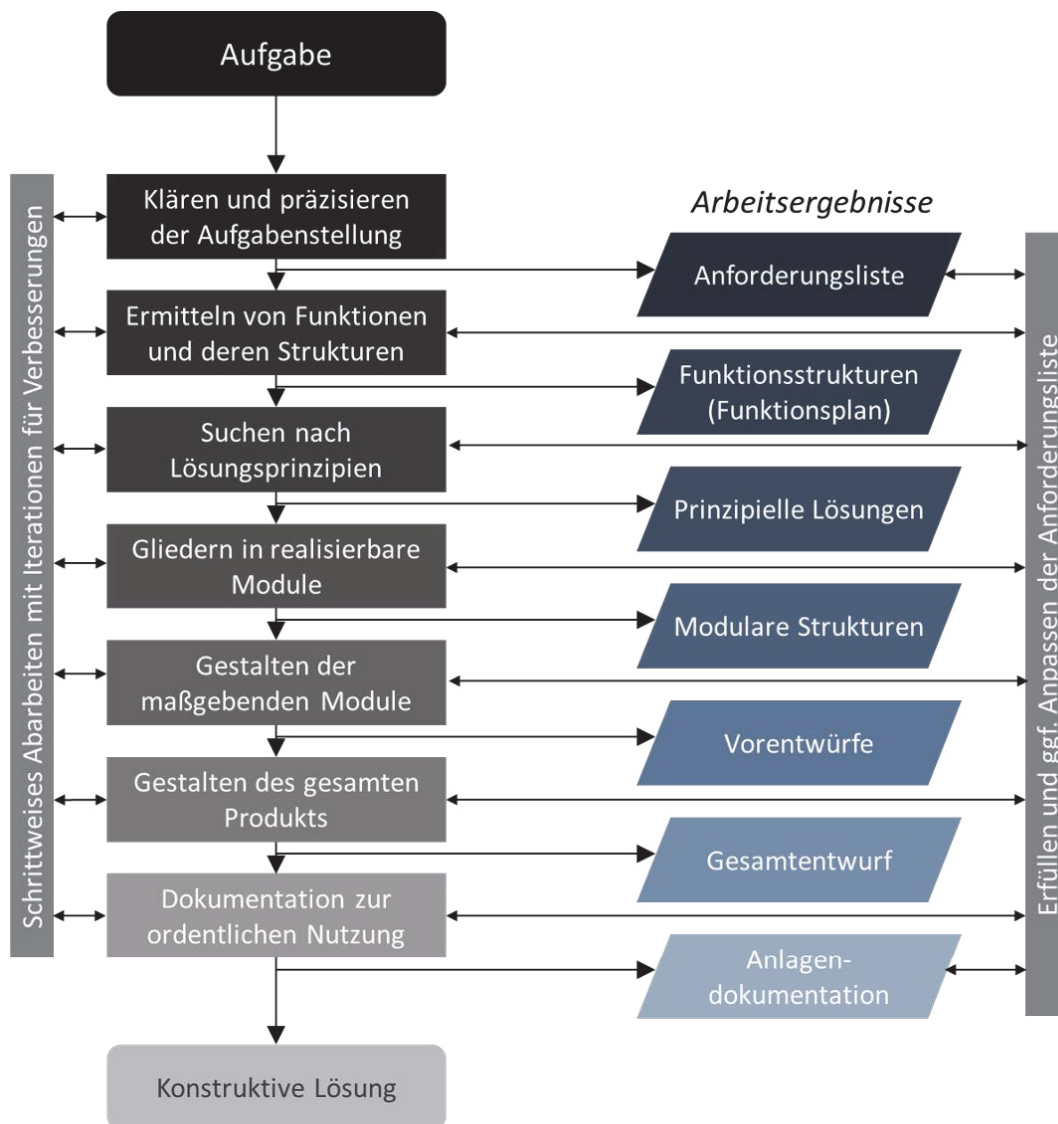 Aufgabe
Schrittweises Abarbeiten mit Iterationen für Verbesserungen
Klären und präzisieren
der Aufgabenstellung
Arbeitsergebnisse
Anforderungsliste
Ermitteln von Funktionen
und deren Strukturen
Funktionsstrukturen
(Funktionsplan)
Suchen nach
Lösungsprinzipien
Prinzipielle Lösungen
Gliedern in realisierbare
Module
Modulare Strukturen
Gestalten der
maßgebenden Module
Vorentwürfe
Gestalten des gesamten
Produkts
Gesamtentwurf
Dokumentation zur
ordentlichen Nutzung
Anlagen-
dokumentation
Erfüllen und ggf. Anpassen der Anforderungsliste
Konstruktive Lösung